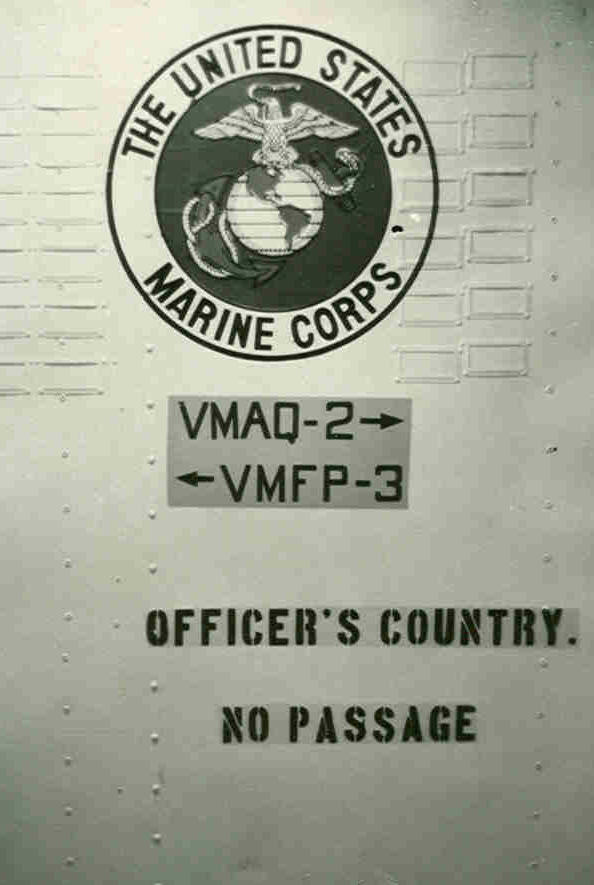 THE UNITED STATES
MARINE CORPS
VMAQ-2→
←VMFP-3
OFFICER'S COUNTRY.
NO PASSAGE